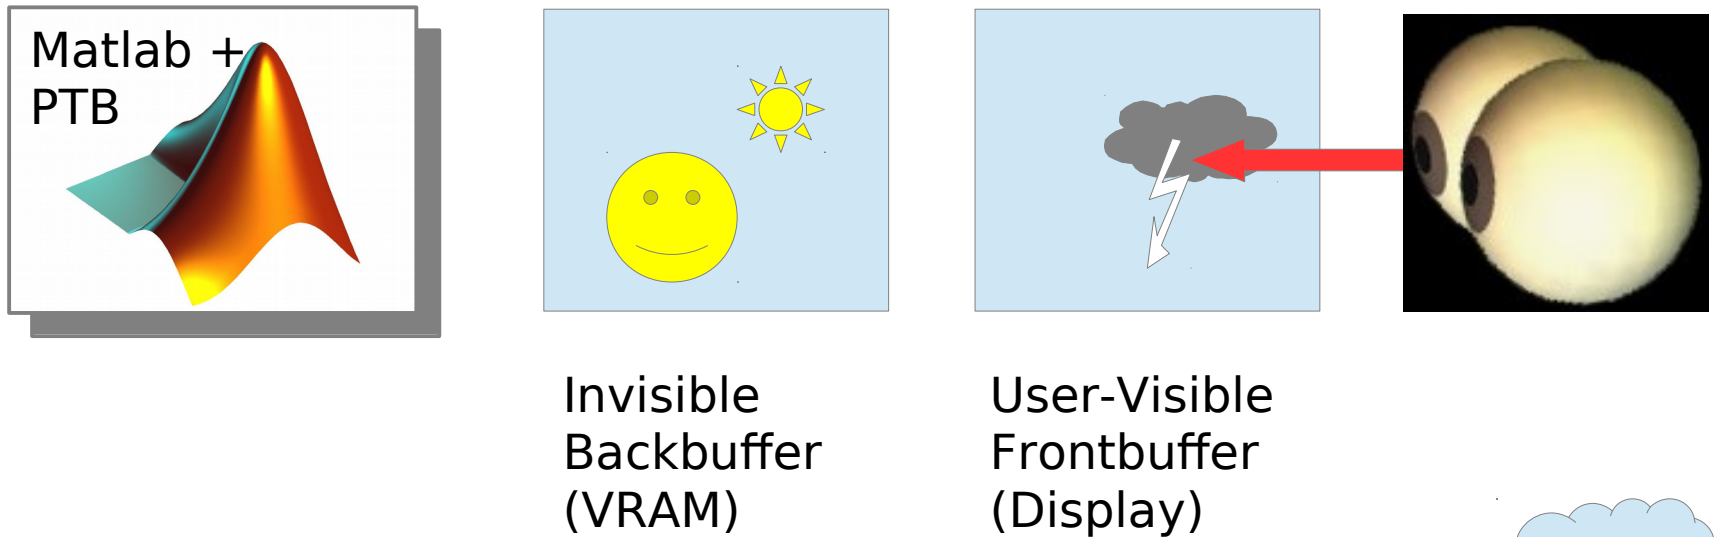 Matlab +
PTB
Invisible
Backbuffer
(VRAM)
User-Visible
Frontbuffer
(Display)